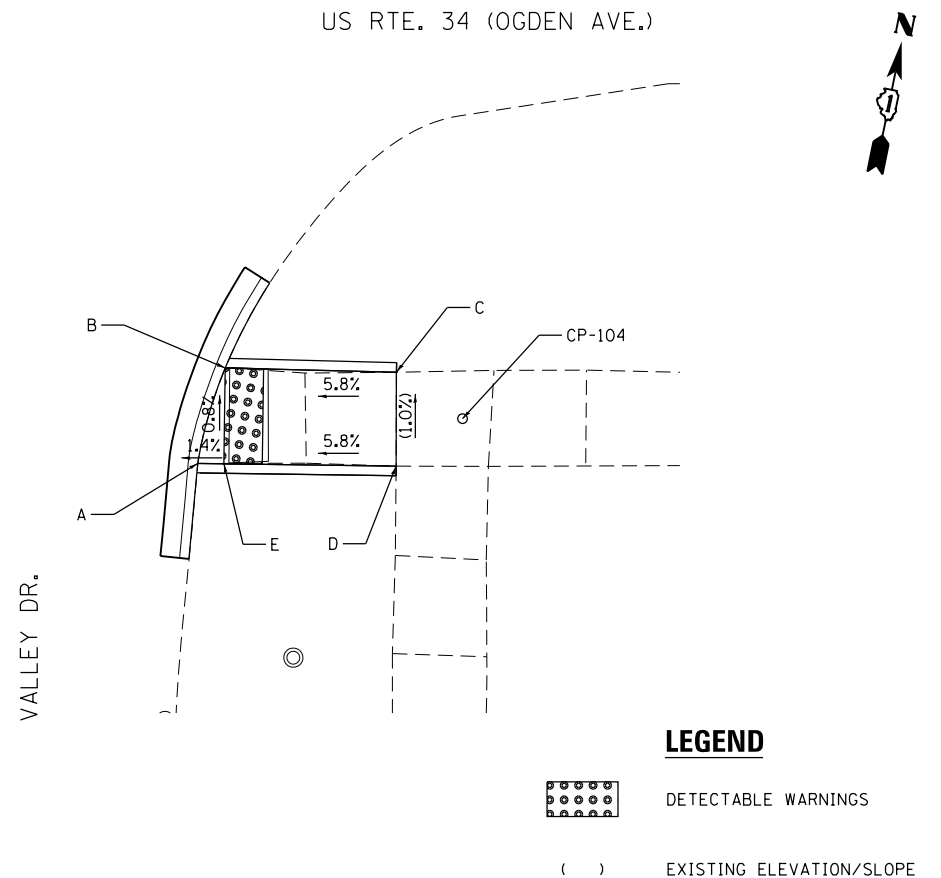 US RTE. 34 (OGDEN AVE.)
N
1
B
C
CP-104
5.8%
(1.0%)
0.8%
5.8%
1.4%
A
E
D
VALLEY DR.
LEGEND
DETECTABLE WARNINGS
( ) EXISTING ELEVATION/SLOPE